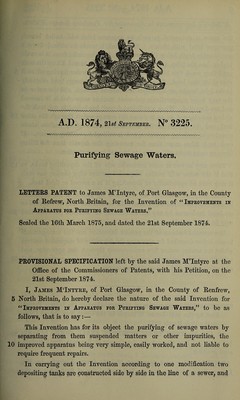 A.D. 1874, 21st September. No 3225.
Purifying Sewage Waters.
LETTERS PATENT to James M'Intyre, of Port Glasgow, in the County
of Refrew, North Britain, for the Invention of "Improvements in
Apparatus for Purifying Sewage Waters."
Sealed the 16th March 1875, and dated the 21st September 1874.
PROVISIONAL SPECIFICATION left by the said James M'Intyre at the
Office of the Commissioners of Patents, with his Petition, on the
21st September 1874.
I, James M'Intyre, of Port Glasgow, in the County of Renfrew,
5 North Britain, do hereby declare the nature of the said Invention for
"Improvements in Apparatus for Purifying Sewage Waters," to be as
follows, that is to say:—
This Invention has for its object the purifying of sewage waters by
separating from them suspended matters or other impurities, the
10 improved apparatus being very simple, easily worked, and not liable to
require frequent repairs.
In carrying out the Invention according to one modification two
depositing tanks are constructed side by side in the line of a sewer, and